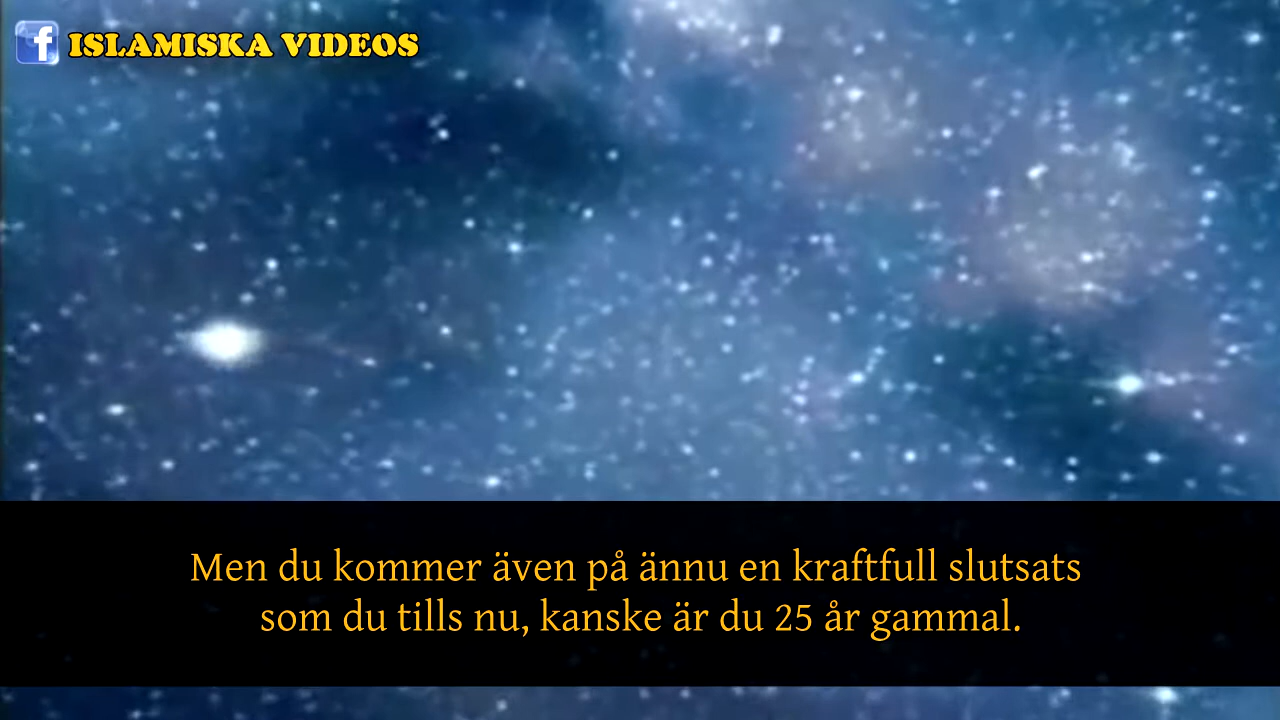 ISLAMISKA VIDEOS
Men du kommer även på ännu en kraftfull slutsats
som du tills nu, kanske är du 25 år gammal.